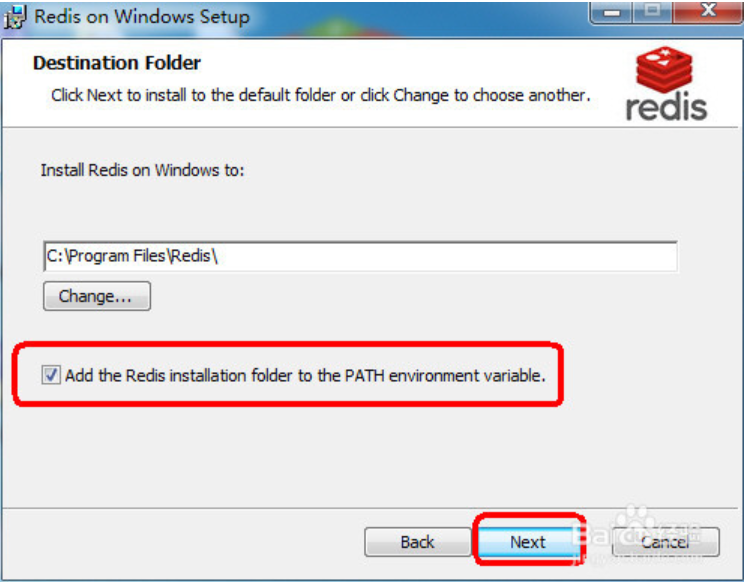 Redis on Windows Setup
Destination Folder
Click Next to install to the default folder or click Change to choose another.
redis
Install Redis on Windows to:
C:\Program Files\Redis\
Change...
Add the Redis installation folder to the PATH environment variable.
Back
Next
Cancel